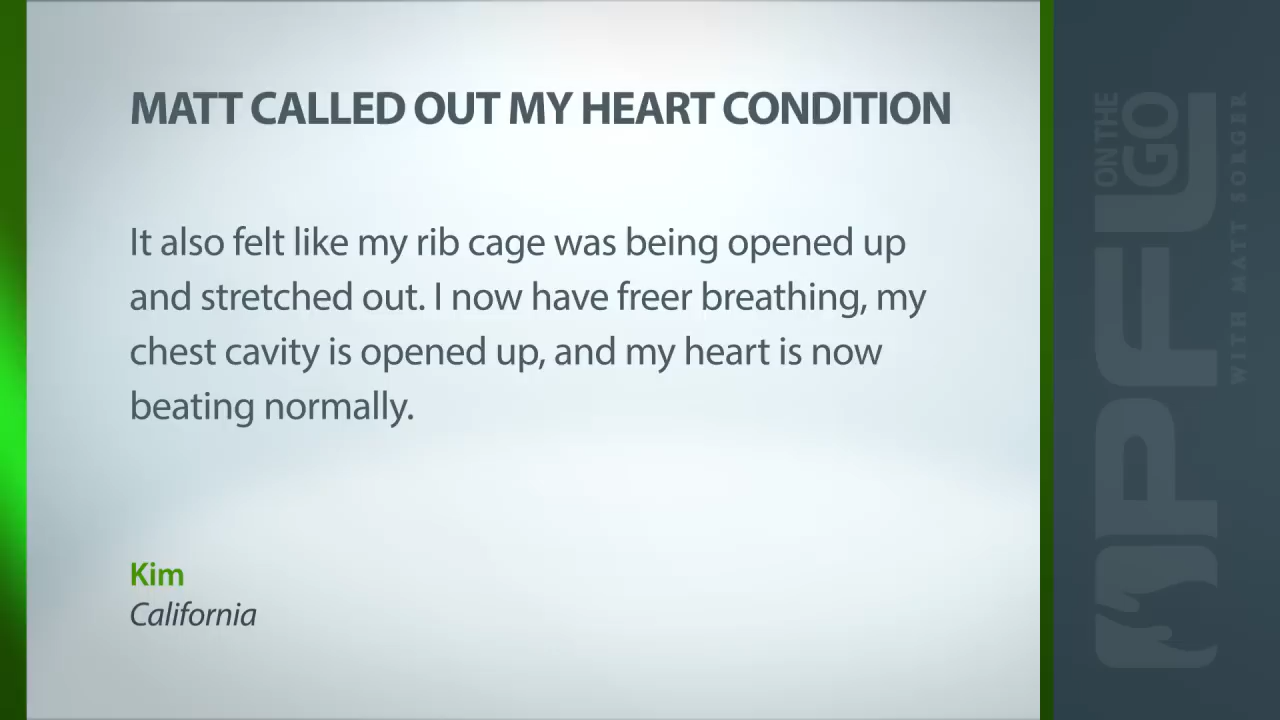 MATT CALLED OUT MY HEART CONDITION
It also felt like my rib cage was being opened up
and stretched out. I now have freer breathing, my
chest cavity is opened up, and my heart is now
beating normally.
Kim
California
PFL
ON THE
GO
WITH MATT SORGER